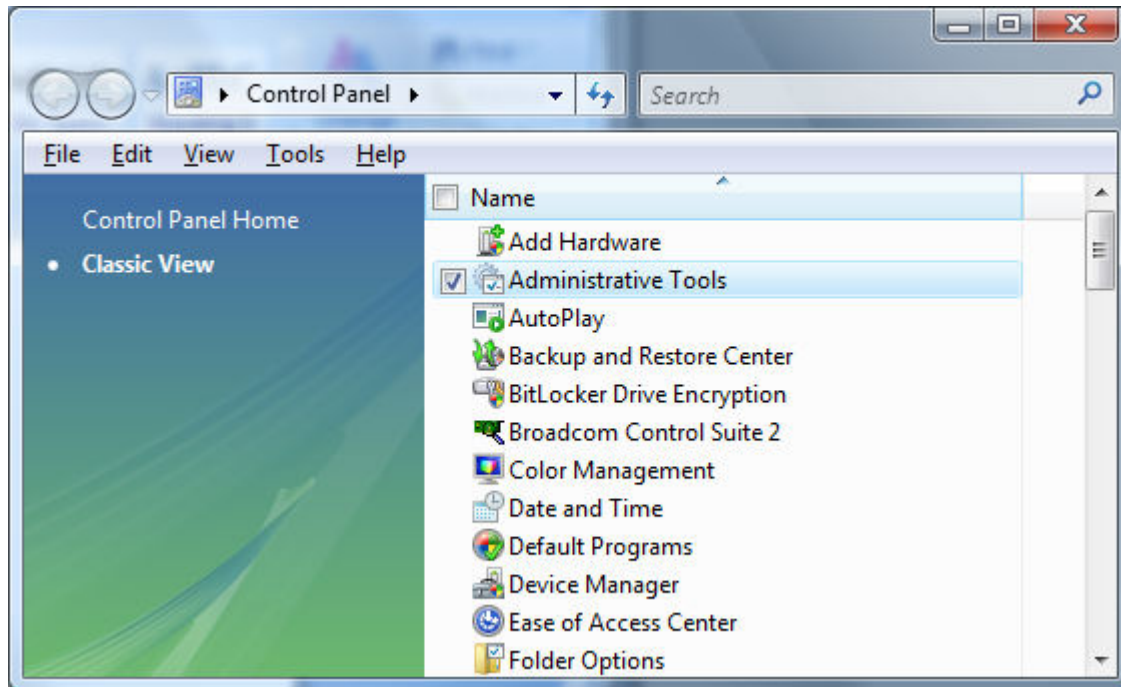 Control Panel
Search
File Edit View Tools Help
Control Panel Home
Classic View
Name
Add Hardware
Administrative Tools
AutoPlay
Backup and Restore Center
BitLocker Drive Encryption
Broadcom Control Suite 2
Color Management
Date and Time
Default Programs
Device Manager
Ease of Access Center
Folder Options